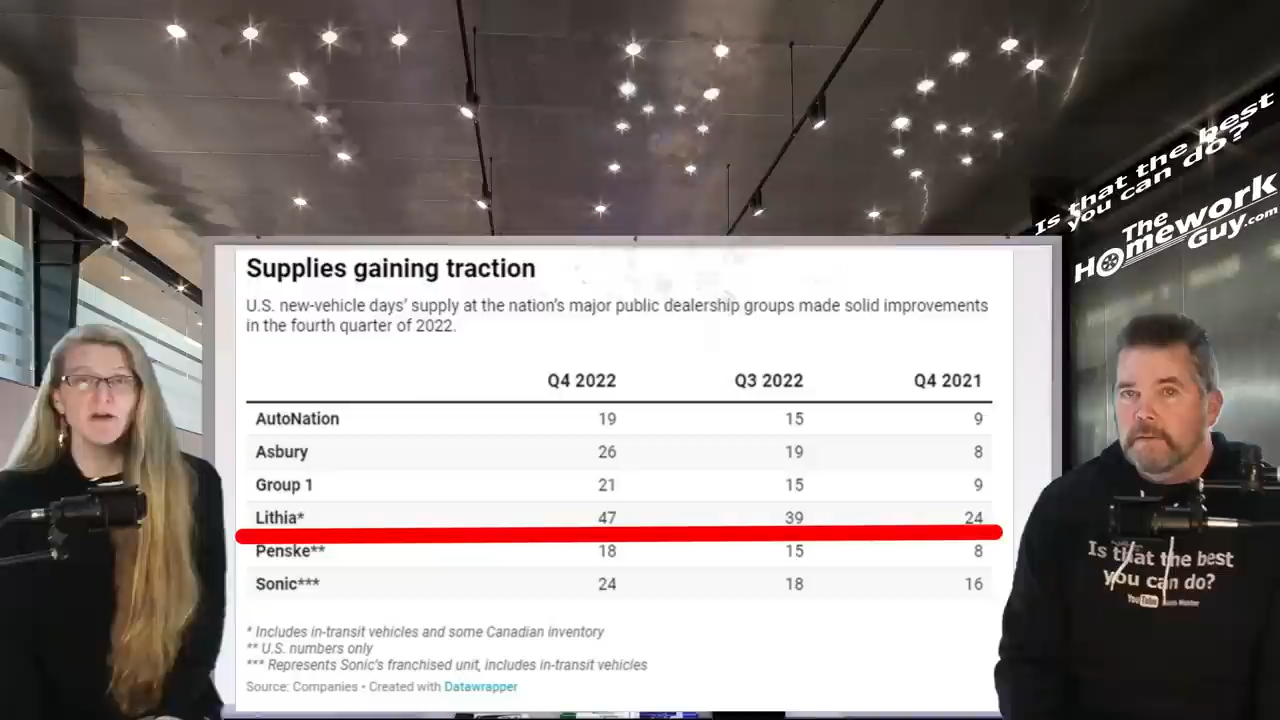 Is that the best
you can do?
The
Homework
Guy.com
Supplies gaining traction
U.S. new-vehicle days' supply at the nation's major public dealership groups made solid improvements
in the fourth quarter of 2022.
Q4 2022 Q3 2022 Q4 2021
AutoNation 19 15 9
Asbury 26 19 8
Group 1 21 15 9
Lithia* 47 39 24
Penske** 18 15 8
Sonic*** 24 18 16
* Includes in-transit vehicles and some Canadian inventory
** U.S. numbers only
*** Represents Sonic's franchised unit, includes in-transit vehicles
Source: Companies • Created with Datawrapper
Is that the best
you can do?
YouTube